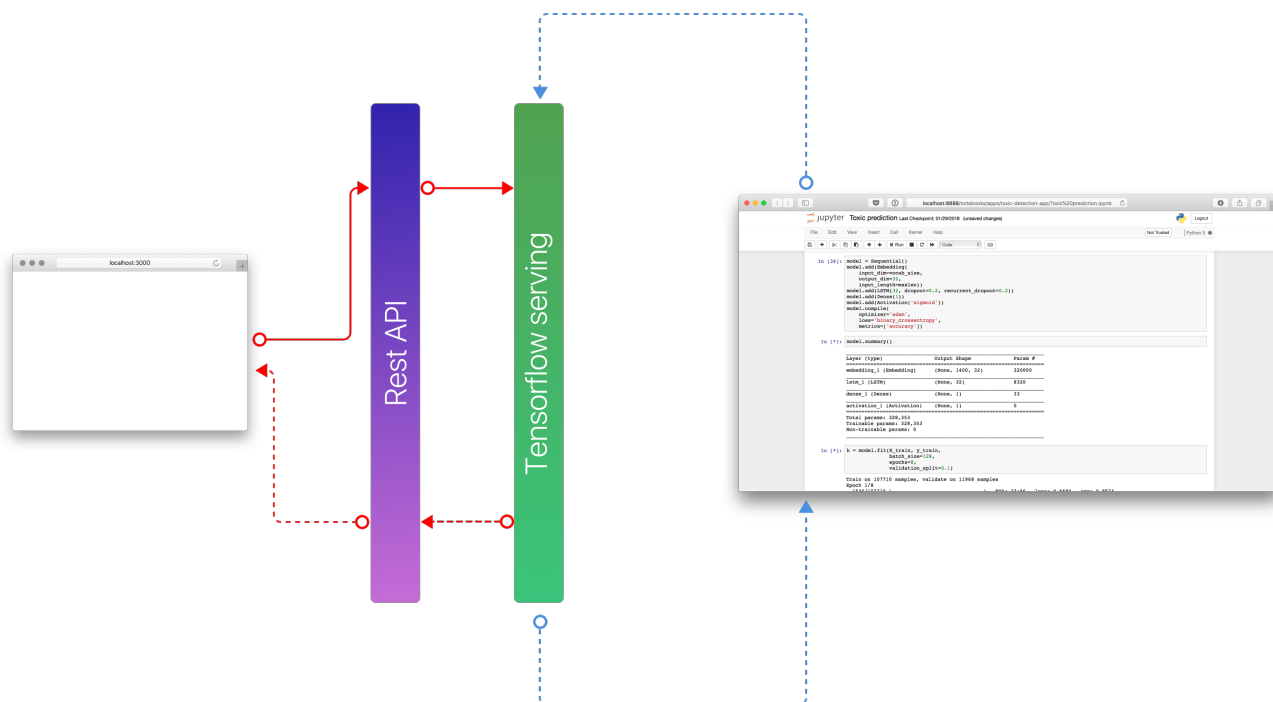 localhost:3000
Rest API
Tensorflow serving
localhost:8888/notebooks/apps/toxic-detection-app/Toxic%20prediction.ipynb
jupyter Toxic prediction Last Checkpoint: 01/29/2018 (unsaved changes)
Logout
File Edit View Insert Cell Kernel Help
Not Trusted
Python 3
Run
Code
In [36]: model = Sequential()
model.add(Embedding(
input_dim=vocab_size,
output_dim=32,
input_length=maxlen))
model.add(LSTM(32, dropout=0.2, recurrent_dropout=0.2))
model.add(Dense(1))
model.add(Activation('sigmoid'))
model.compile(
optimizer='adam',
loss='binary_crossentropy',
metrics=['accuracy'])
In [*]: model.summary()
Layer (type) Output Shape Param #
embedding_1 (Embedding) (None, 1400, 32) 320000
lstm_1 (LSTM) (None, 32) 8320
dense_1 (Dense) (None, 1) 33
activation_1 (Activation) (None, 1) 0
Total params: 328,353
Trainable params: 328,353
Non-trainable params: 0
In [*]: h = model.fit(X_train, y_train,
batch_size=128,
validation_split=0.1)
Train on 107710 samples, validate on 11968 samples
Epoch 1/8